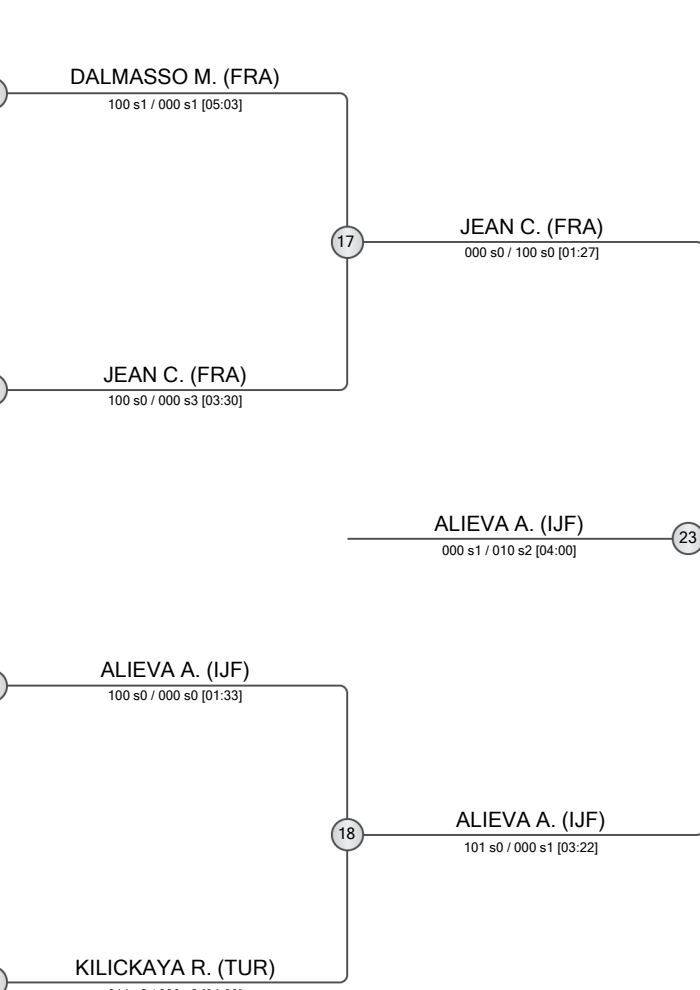 DALMASSO M. (FRA)
100 s1 / 000 s1 [05:03]
JEAN C. (FRA)
17
000 s0 / 100 s0 [01:27]
JEAN C. (FRA)
100 s0 / 000 s3 [03:30]
ALIEVA A. (IJF)
23
000 s1 / 010 s2 [04:00]
ALIEVA A. (IJF)
100 s0 / 000 s0 [01:33]
ALIEVA A. (IJF)
18
101 s0 / 000 s1 [03:22]
KILICKAYA R. (TUR)